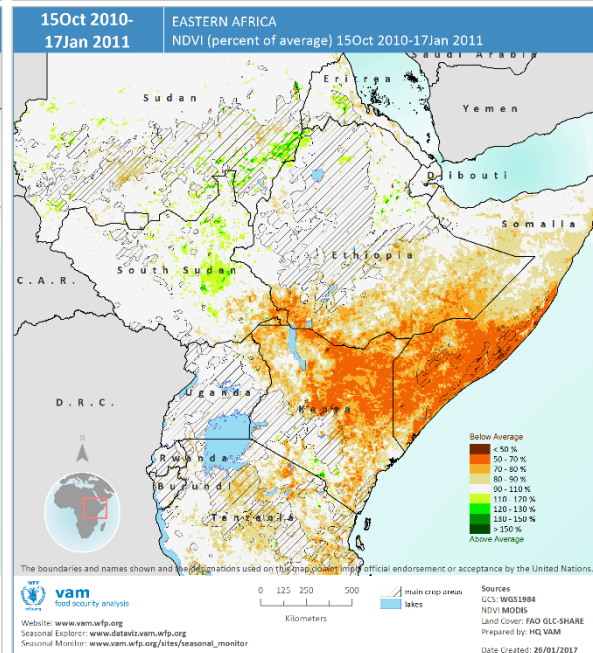 15Oct 2010-
17Jan 2011
EASTERN AFRICA
NDVI (percent of average) 15Oct 2010-17Jan 2011
Saudi Arabia
Eritrea
Sudan
Yemen
Djibouti
Somalia
Ethiopia
South Sudan
C.A.R.
D.R.C.
Uganda
Kenya
Rwanda
Burundi
Tanzania
N
Below Average
< 50 %
50 - 70 %
70 - 80 %
80 - 90 %
90 - 110 %
110 - 120 %
120 - 130 %
130 - 150 %
> 150 %
Above Average
The boundaries and names shown and the designations used on this map do not imply official endorsement or acceptance by the United Nations.
WFP
wfp.org
vam
food security analysis
Website: www.vam.wfp.org
Seasonal Explorer: www.dataviz.vam.wfp.org
Seasonal Monitor: www.vam.wfp.org/sites/seasonal_monitor
0 125 250 500
Kilometers
main crop areas
lakes
Sources
GCS: WGS1984
NDVI MODIS
Land Cover: FAO GLC-SHARE
Prepared by: HQ VAM
Date Created: 26/01/2017